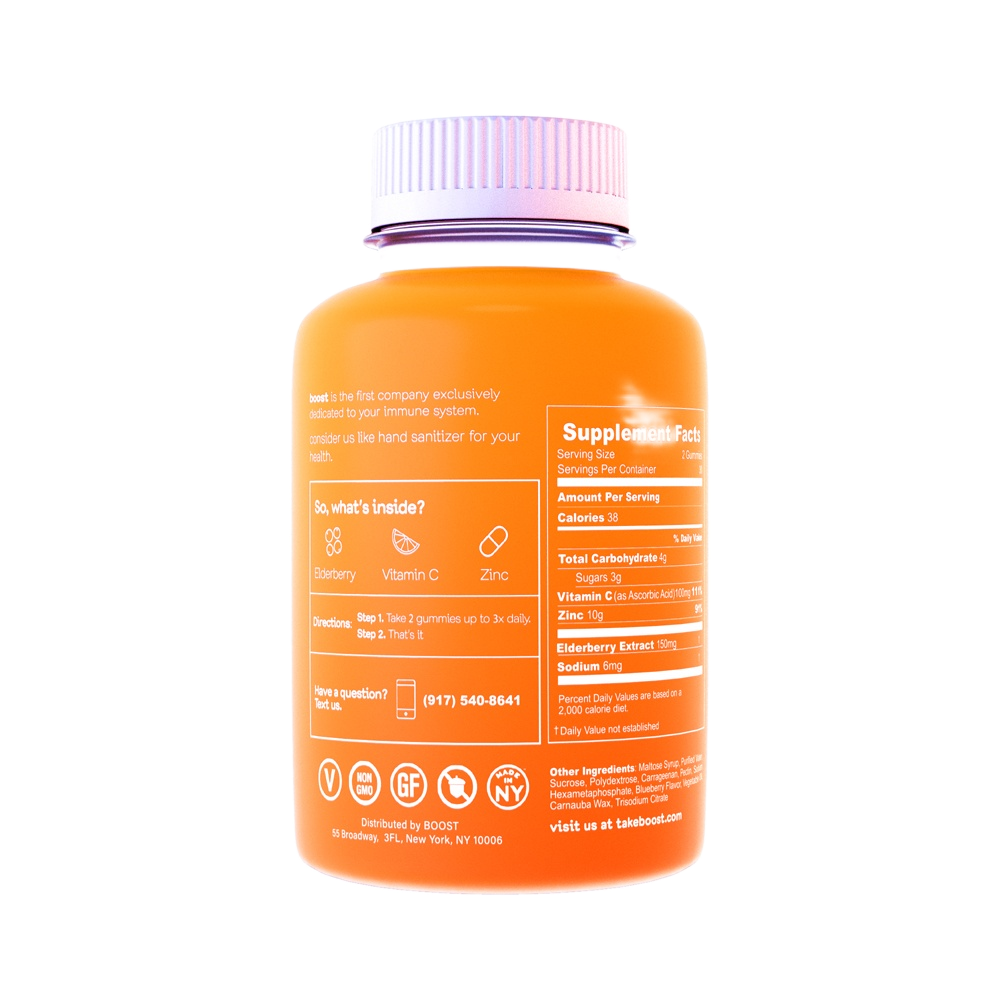 boost is the first company exclusively
dedicated to your immune system.
consider us like hand sanitizer for your
health.
So, what's inside?
Elderberry Vitamin C Zinc
Directions: Step 1. Take 2 gummies up to 3x daily.
Step 2. That's It
Have a question?
Text us.
(917) 540-8641
V NON GMO GF MADE IN NY
Distributed by BOOST
55 Broadway, 3FL, New York, NY 10006
Supplement Facts
Serving Size 2 Gummies
Servings Per Container
Amount Per Serving
Calories 38
% Daily
Total Carbohydrate 4g
Sugars 3g
Vitamin C (as Ascorbic Acid) 100mg 111%
Zinc 10g 91%
Elderberry Extract 150mg
Sodium 6mg
Percent Daily Values are based on a
2,000 calorie diet.
† Daily Value not established
Other Ingredients: Maltose Syrup, Purified
Sucrose, Polydextrose, Carrageenan, Pectin,
Hexametaphosphate, Blueberry Flavor, Vegetable
Carnauba Wax, Trisodium Citrate
visit us at takeboost.com